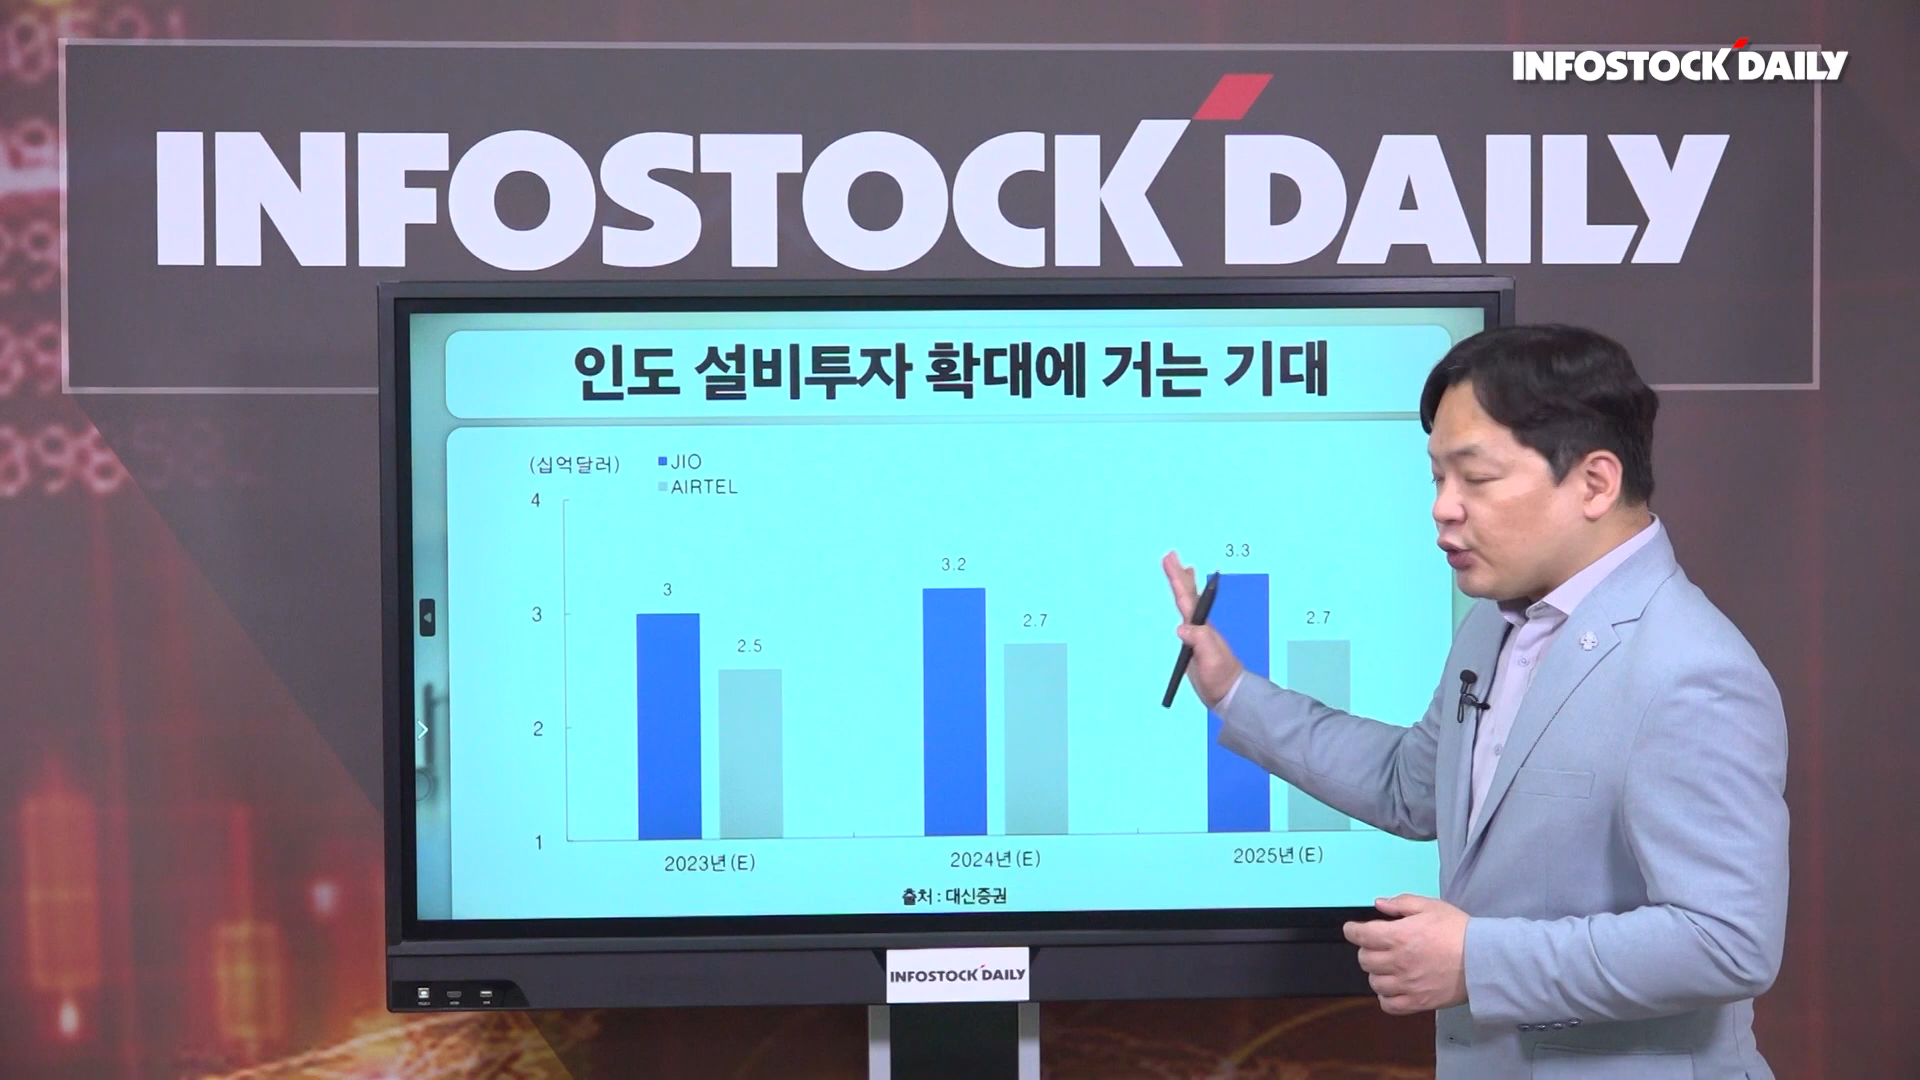 INFOSTOCK DAILY
INFOSTOCK DAILY
인도 설비투자 확대에 거는 기대
(십억달러)
JIO
AIRTEL
4
3
2
1
3
2.5
3.2
2.7
3.3
2.7
2023년(E)
2024년(E)
2025년(E)
출처 : 대신증권
INFOSTOCK DAILY